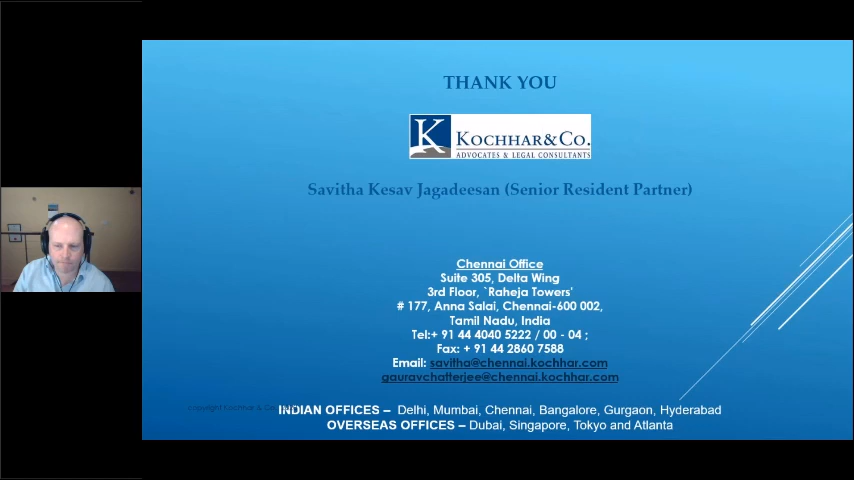 THANK YOU
K KOCHHAR&CO.
ADVOCATES & LEGAL CONSULTANTS
Savitha Kesav Jagadeesan (Senior Resident Partner)
Chennai Office
Suite 305, Delta Wing
3rd Floor, `Raheja Towers'
# 177, Anna Salai, Chennai-600 002,
Tamil Nadu, India
Tel:+ 91 44 4040 5222 / 00 - 04 ;
Fax: + 91 44 2860 7588
Email: savitha@chennai.kochhar.com
gauravchatterjee@chennai.kochhar.com
copyright Kochhar & Co.
INDIAN OFFICES – Delhi, Mumbai, Chennai, Bangalore, Gurgaon, Hyderabad
OVERSEAS OFFICES – Dubai, Singapore, Tokyo and Atlanta